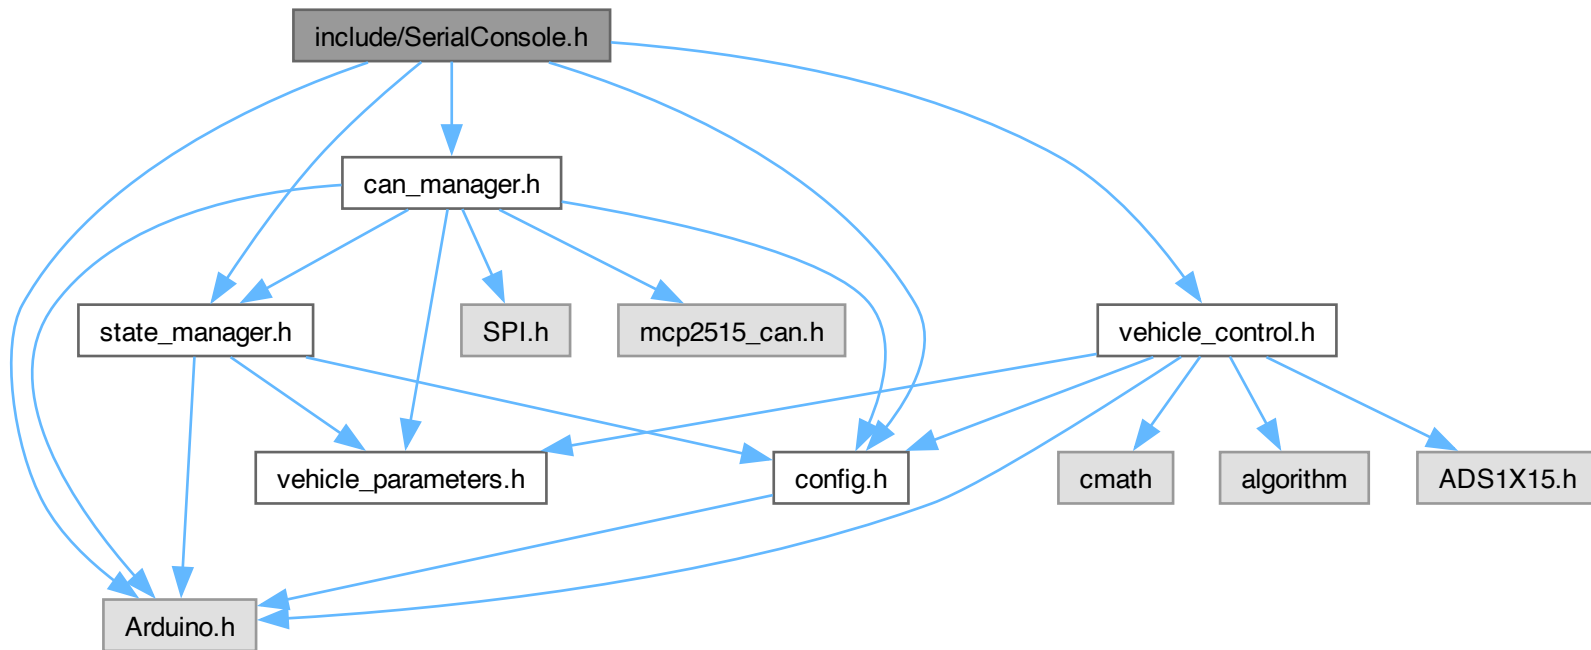 include/SerialConsole.h
can_manager.h
state_manager.h
SPI.h
mcp2515_can.h
vehicle_control.h
vehicle_parameters.h
config.h
cmath
algorithm
ADS1X15.h
Arduino.h